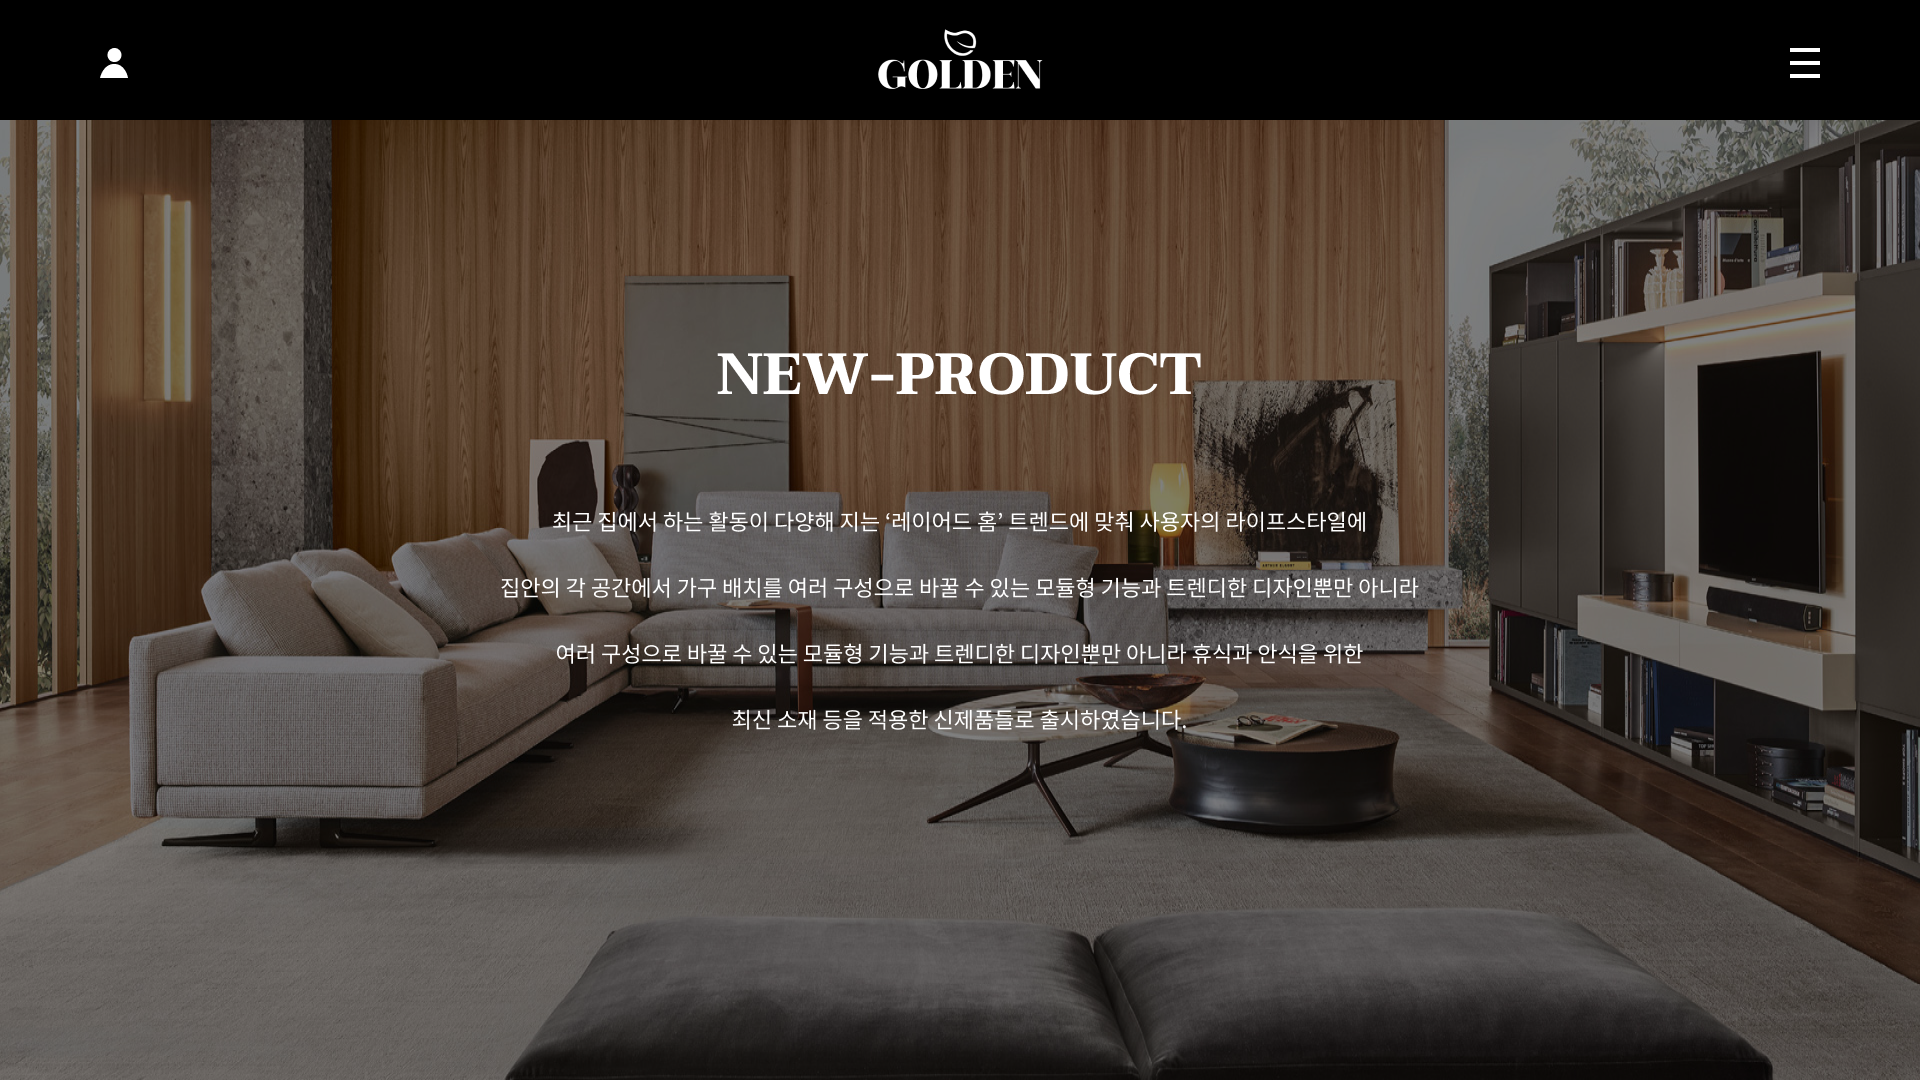 GOLDEN
NEW-PRODUCT
최근 집에서 하는 활동이 다양해 지는 ‘레이어드 홈’ 트렌드에 맞춰 사용자의 라이프스타일에
집안의 각 공간에서 가구 배치를 여러 구성으로 바꿀 수 있는 모듈형 기능과 트렌디한 디자인뿐만 아니라
여러 구성으로 바꿀 수 있는 모듈형 기능과 트렌디한 디자인뿐만 아니라 휴식과 안식을 위한
최신 소재 등을 적용한 신제품들로 출시하였습니다.